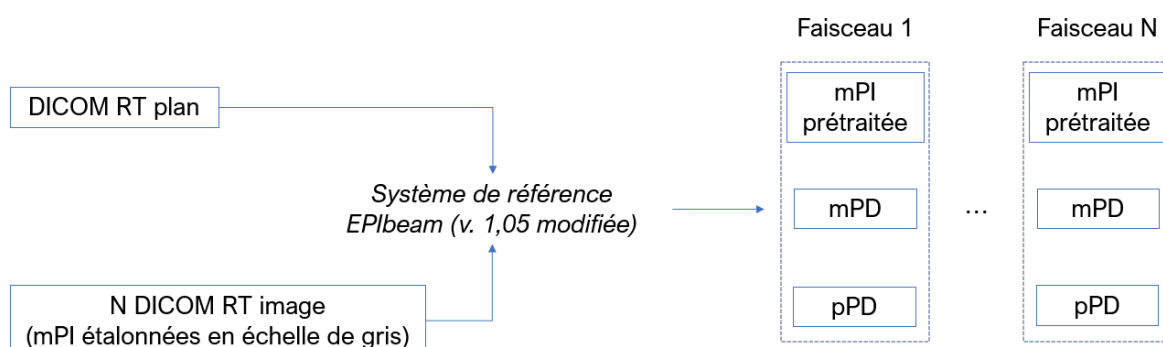 Faisceau 1
Faisceau N
DICOM RT plan
mPI
prétraitée
mPI
prétraitée
Système de référence
EPIbeam (v. 1,05 modifiée)
mPD
...
mPD
N DICOM RT image
(mPI étalonnées en échelle de gris)
pPD
pPD